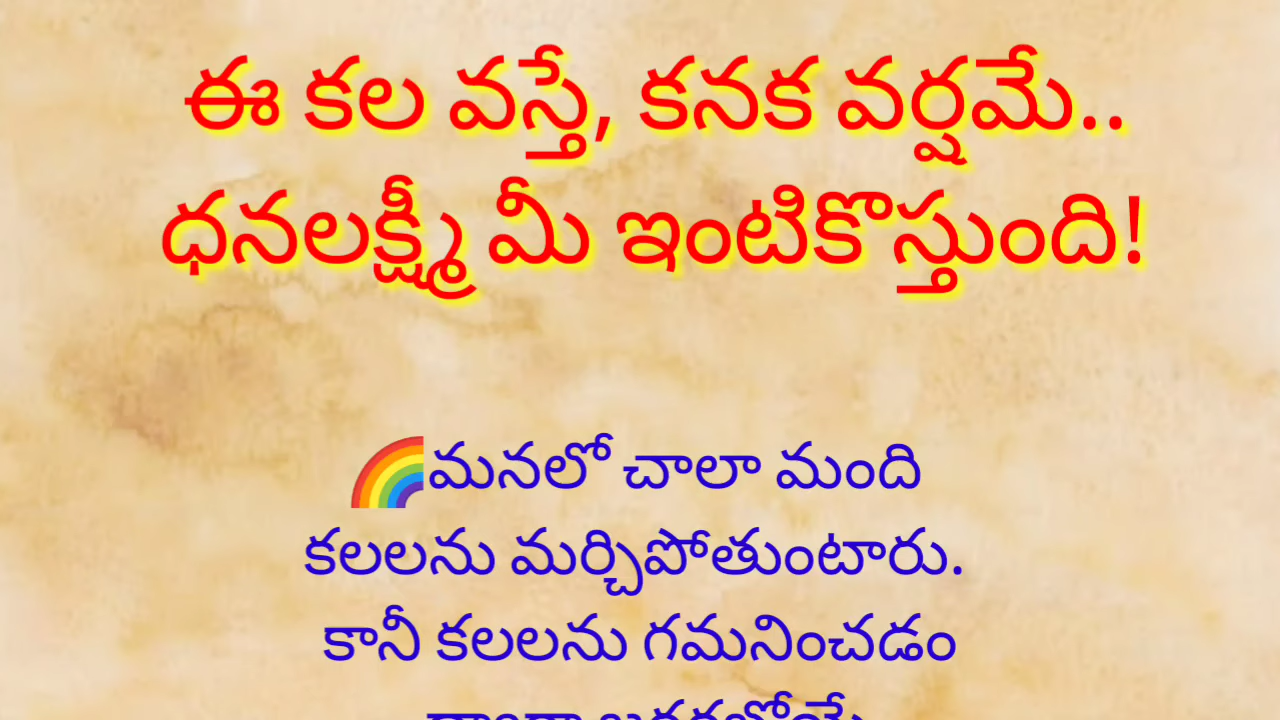 ఈ కల వస్తే, కనక వర్షమే..
ధనలక్ష్మీ మీ ఇంటికొస్తుంది!
🌈మనలో చాలా మంది
కలలను మర్చిపోతుంటారు.
కానీ కలలను గమనించడం